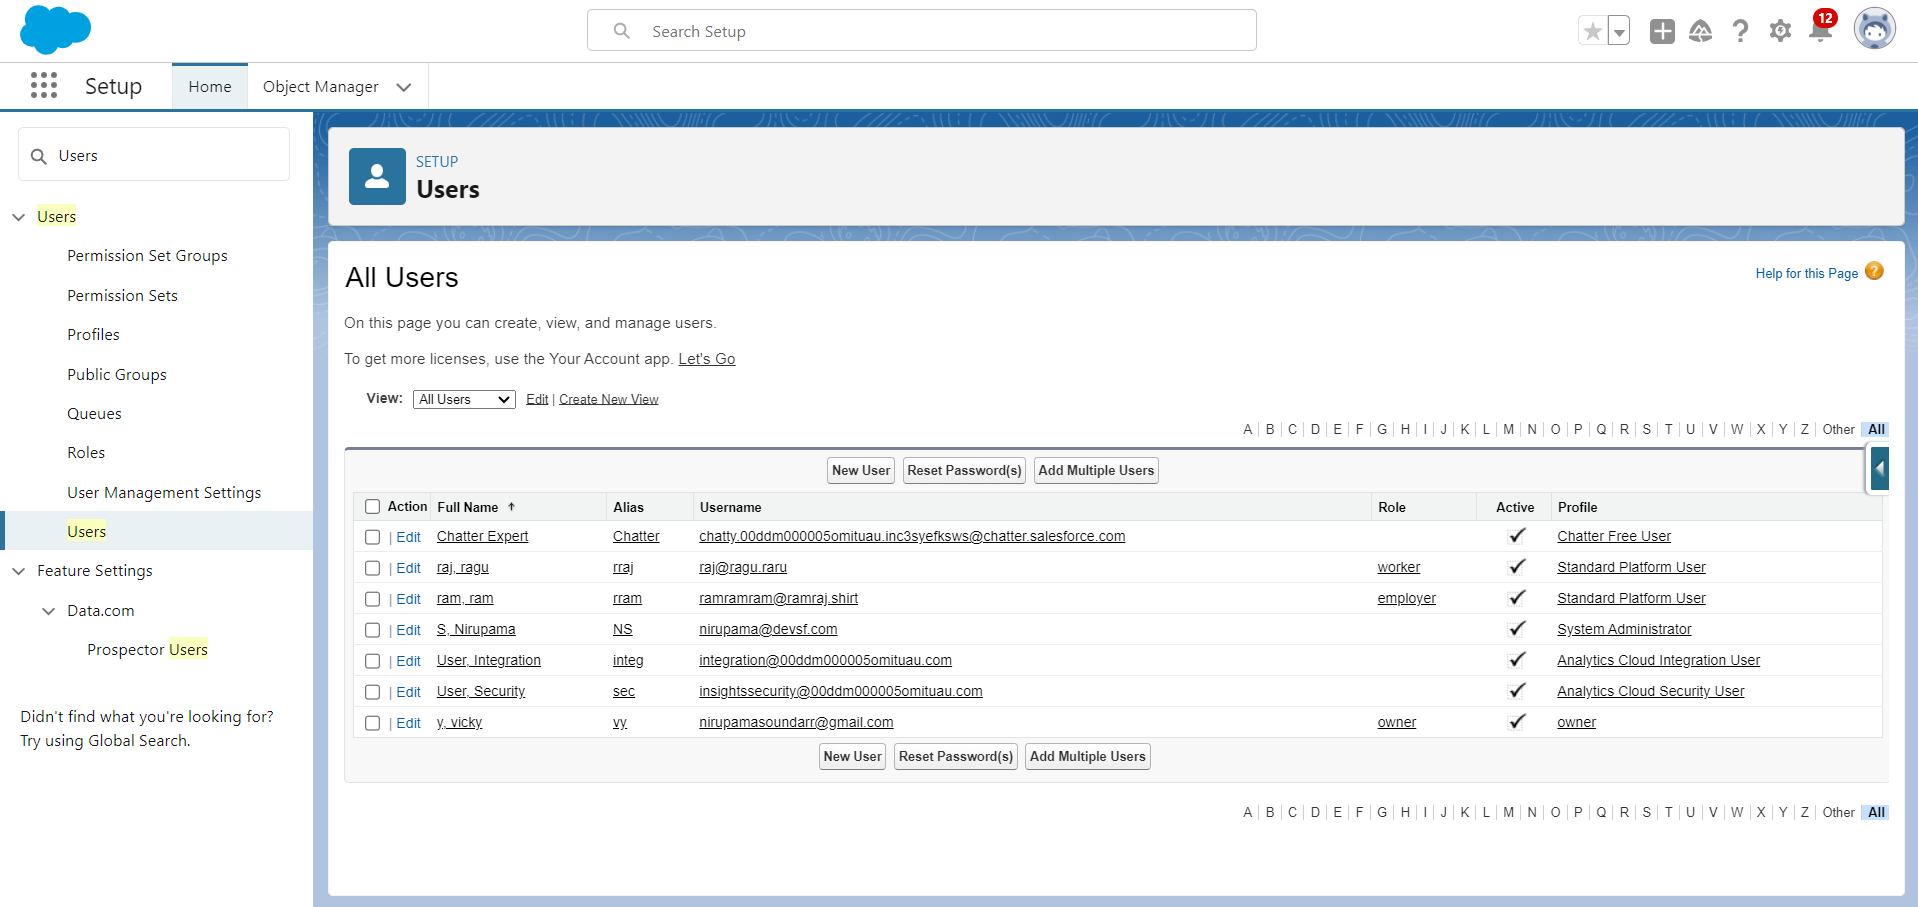 Search Setup
12
Setup
Home
Object Manager
Users
Users
Permission Set Groups
Permission Sets
Profiles
Public Groups
Queues
Roles
User Management Settings
Users
Feature Settings
Data.com
Prospector Users
Didn't find what you're looking for?
Try using Global Search.
SETUP
Users
All Users
Help for this Page ?
On this page you can create, view, and manage users.
To get more licenses, use the Your Account app. Let's Go
View: All Users Edit | Create New View
A | B | C | D | E | F | G | H | I | J | K | L | M | N | O | P | Q | R | S | T | U | V | W | X | Y | Z | Other All
New User Reset Password(s) Add Multiple Users
Action Full Name ↑ Alias Username Role Active Profile
| Edit Chatter Expert Chatter chatty.00ddm000005omituau.inc3syefksws@chatter.salesforce.com Chatter Free User
| Edit raj, ragu rraj raj@ragu.raru worker Standard Platform User
| Edit ram, ram rram ramramram@ramraj.shirt employer Standard Platform User
| Edit S, Nirupama NS nirupama@devsf.com System Administrator
| Edit User, Integration integ integration@00ddm000005omituau.com Analytics Cloud Integration User
| Edit User, Security sec insightssecurity@00ddm000005omituau.com Analytics Cloud Security User
| Edit y, vicky vy nirupamasoundarr@gmail.com owner owner
New User Reset Password(s) Add Multiple Users
A | B | C | D | E | F | G | H | I | J | K | L | M | N | O | P | Q | R | S | T | U | V | W | X | Y | Z | Other All